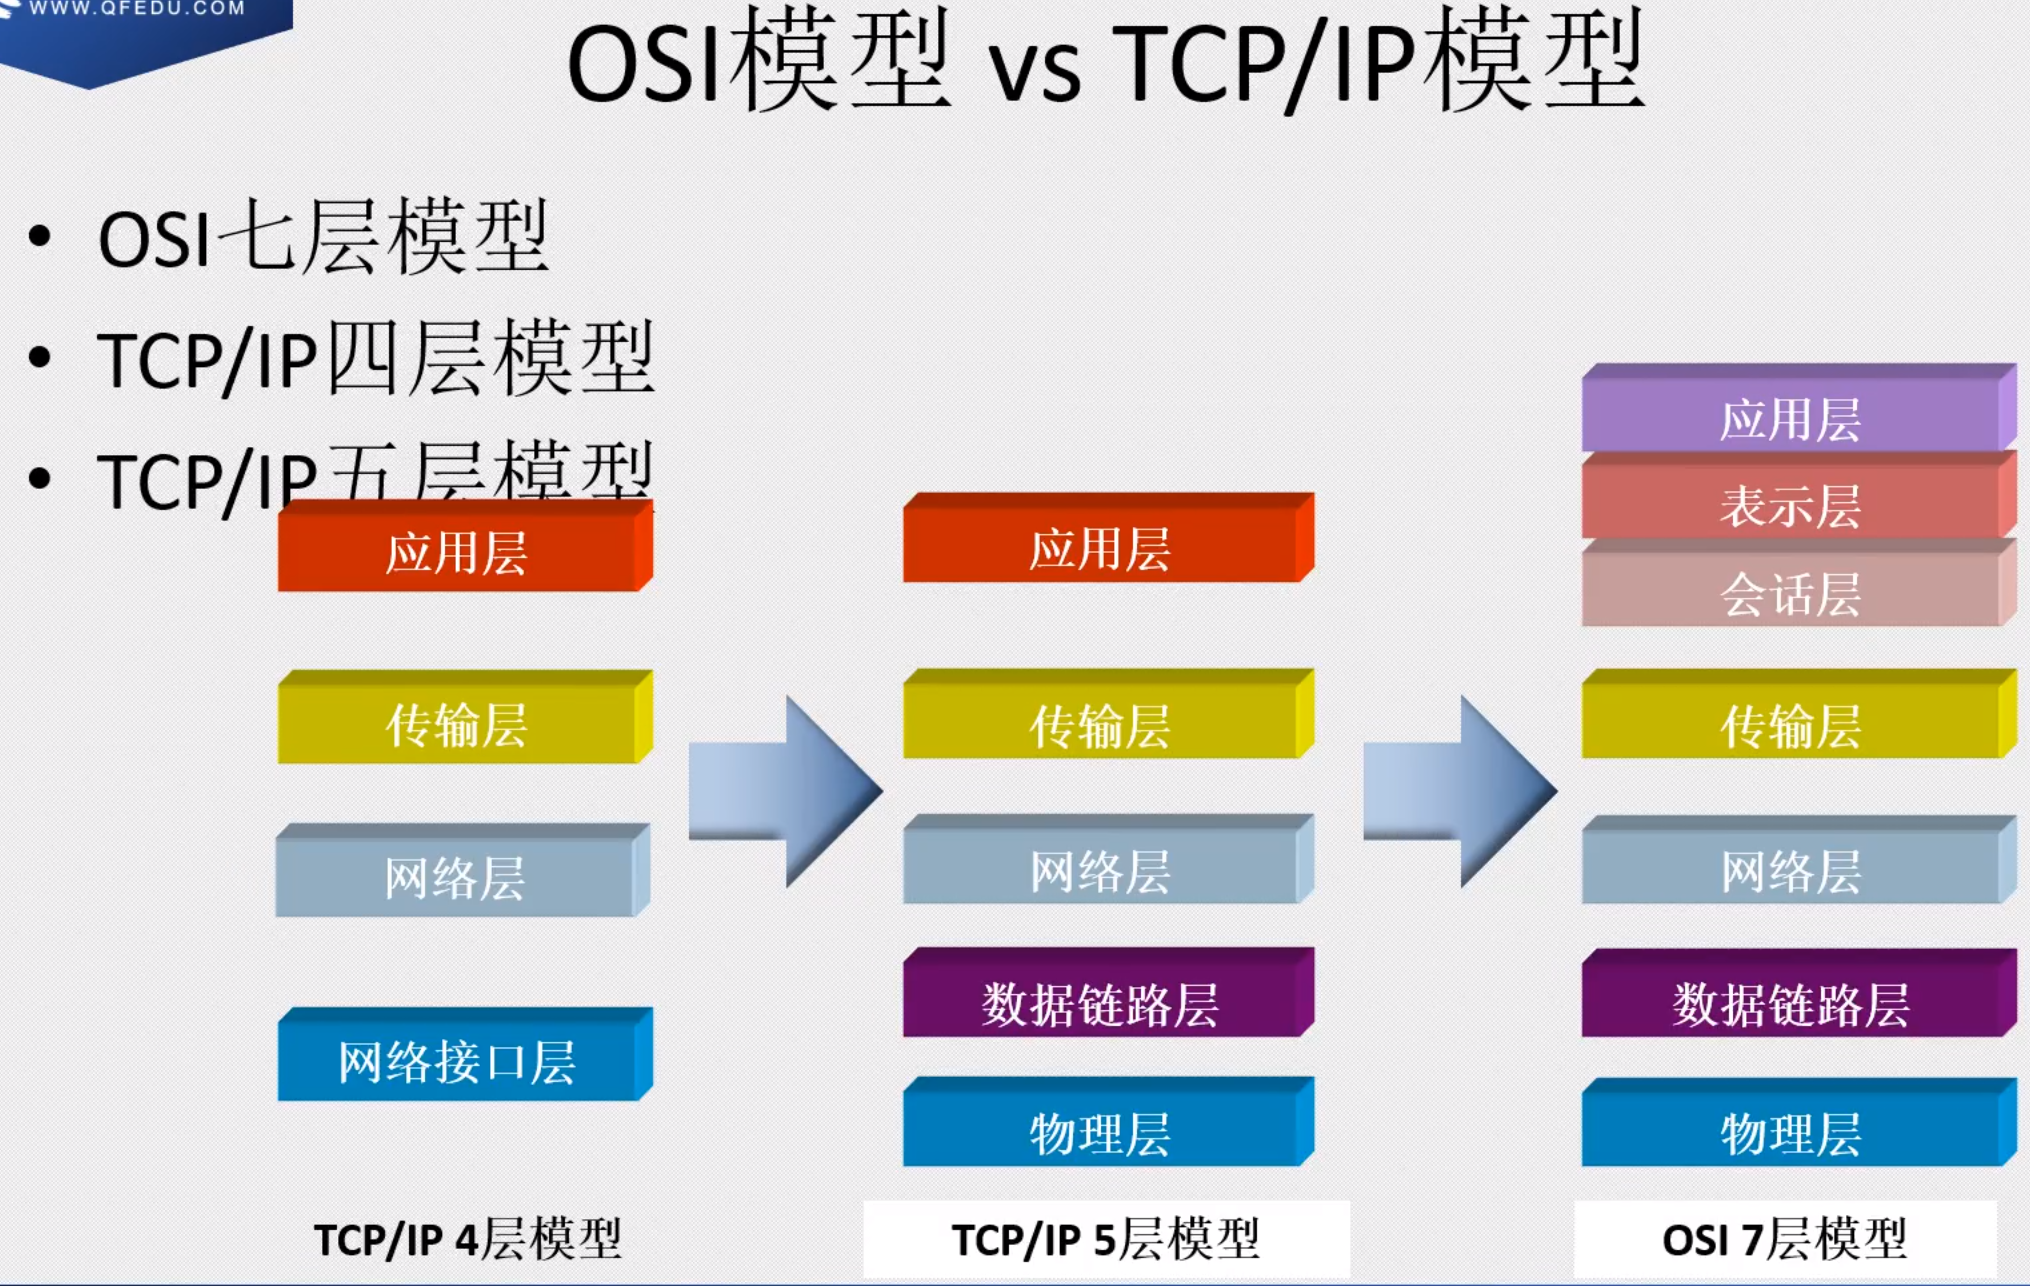 WWW.QFEDU.COM
OSI模型 vs TCP/IP模型
• OSI七层模型
• TCP/IP四层模型
• TCP/IP五层模型
应用层
传输层
网络层
网络接口层
TCP/IP 4层模型
应用层
传输层
网络层
数据链路层
物理层
TCP/IP 5层模型
应用层
表示层
会话层
传输层
网络层
数据链路层
物理层
OSI 7层模型